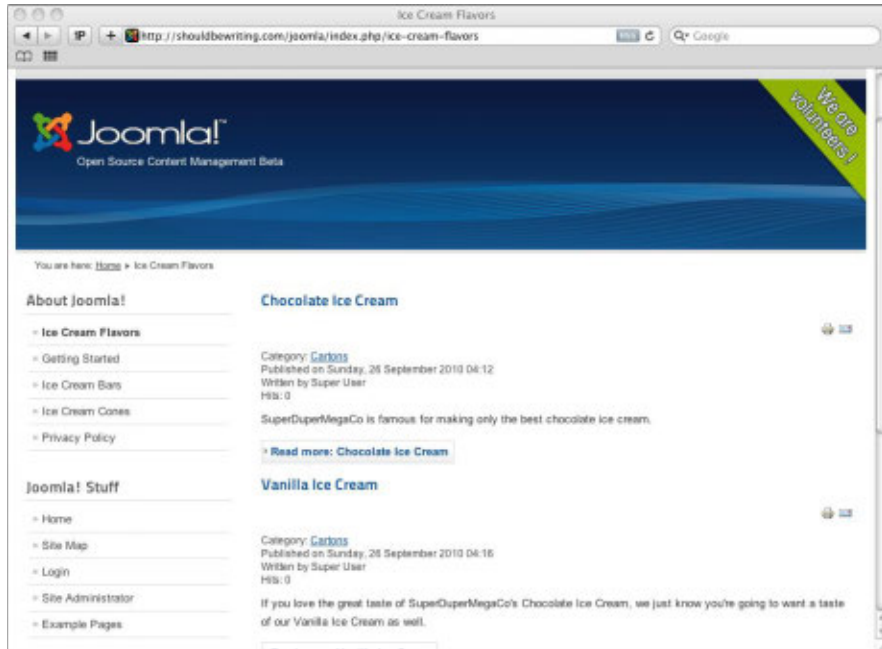 Ice Cream Flavors
http://shouldbewriting.com/joomla/index.php/ice-cream-flavors
Google
Joomla!™
Open Source Content Management Beta
We are volunteers !
You are here: Home ▸ Ice Cream Flavors
About Joomla!
Ice Cream Flavors
Getting Started
Ice Cream Bars
Ice Cream Cones
Privacy Policy
Joomla! Stuff
Home
Site Map
Login
Site Administrator
Example Pages
Chocolate Ice Cream
Category: Cartons
Published on Sunday, 26 September 2010 04:12
Written by Super User
Hits: 0
SuperDuperMegaCo is famous for making only the best chocolate ice cream.
Read more: Chocolate Ice Cream
Vanilla Ice Cream
Category: Cartons
Published on Sunday, 26 September 2010 04:16
Written by Super User
Hits: 0
If you love the great taste of SuperDuperMegaCo's Chocolate Ice Cream, we just know you're going to want a taste
of our Vanilla Ice Cream as well.